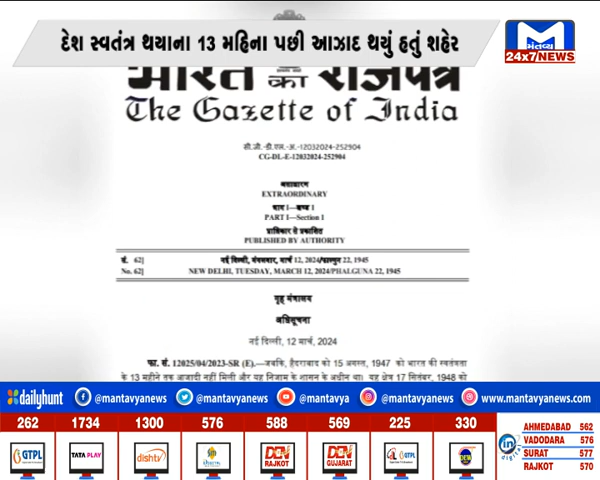 દેશ સ્વતંત્ર થયાના 13 મહિના પછી આઝાદ થયું હતું શહેર
મંતવ્ય
24x7NEWS
भारत का राजपत्र
The Gazette of India
सी.जी.-डी.एल.-अ.-12032024-252904
CG-DL-E-12032024-252904
असाधारण
EXTRAORDINARY
भाग I—खण्ड 1
PART I—Section 1
प्राधिकार से प्रकाशित
PUBLISHED BY AUTHORITY
सं. 62] नई दिल्ली, मंगलवार, मार्च 12, 2024/फाल्गुन 22, 1945
No. 62] NEW DELHI, TUESDAY, MARCH 12, 2024/PHALGUNA 22, 1945
गृह मंत्रालय
अधिसूचना
नई दिल्ली, 12 मार्च, 2024
फा. सं. 12025/04/2023-SR (E).—जबकि, हैदराबाद को 15 अगस्त, 1947 को भारत की स्वतंत्रता
के 13 महीने तक आजादी नहीं मिली और यह निजाम के शासन के अधीन था। यह क्षेत्र 17 सितंबर, 1948 को
dailyhunt @mantavyanews @mantavya @mantavyanews @mantavyanews www.mantavyanews.com
262 1734 1300 576 588 569 225 330
GTPL TATA PLAY dishtv DEN RAJKOT DEN GUJARAT GTPL DEN
in digital
AHMEDABAD 562
VADODARA 576
SURAT 577
RAJKOT 570